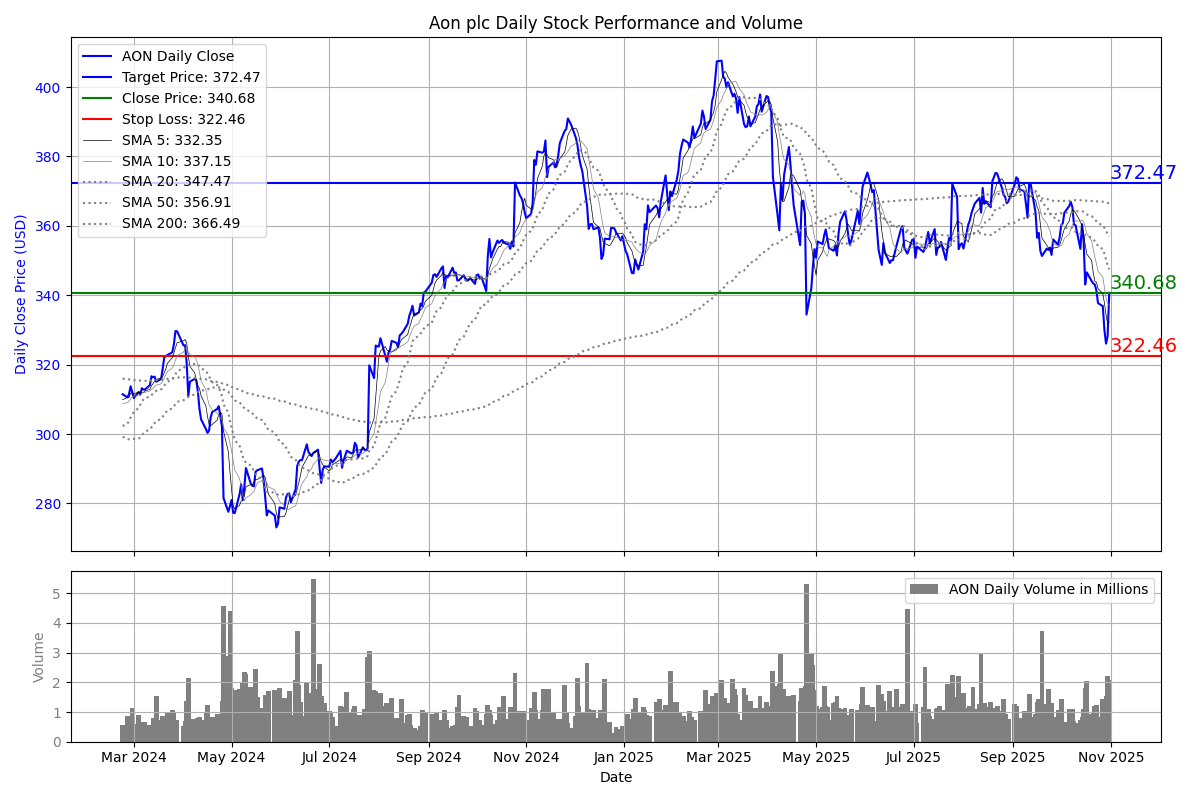 Aon plc Daily Stock Performance and Volume
AON Daily Close
Target Price: 372.47
Close Price: 340.68
Stop Loss: 322.46
SMA 5: 332.35
SMA 10: 337.15
SMA 20: 347.47
SMA 50: 356.91
SMA 200: 366.49
Daily Close Price (USD)
400
380
360
340
320
300
280
372.47
340.68
322.46
AON Daily Volume in Millions
Volume
5
4
3
2
1
0
Mar 2024 May 2024 Jul 2024 Sep 2024 Nov 2024 Jan 2025 Mar 2025 May 2025 Jul 2025 Sep 2025 Nov 2025
Date